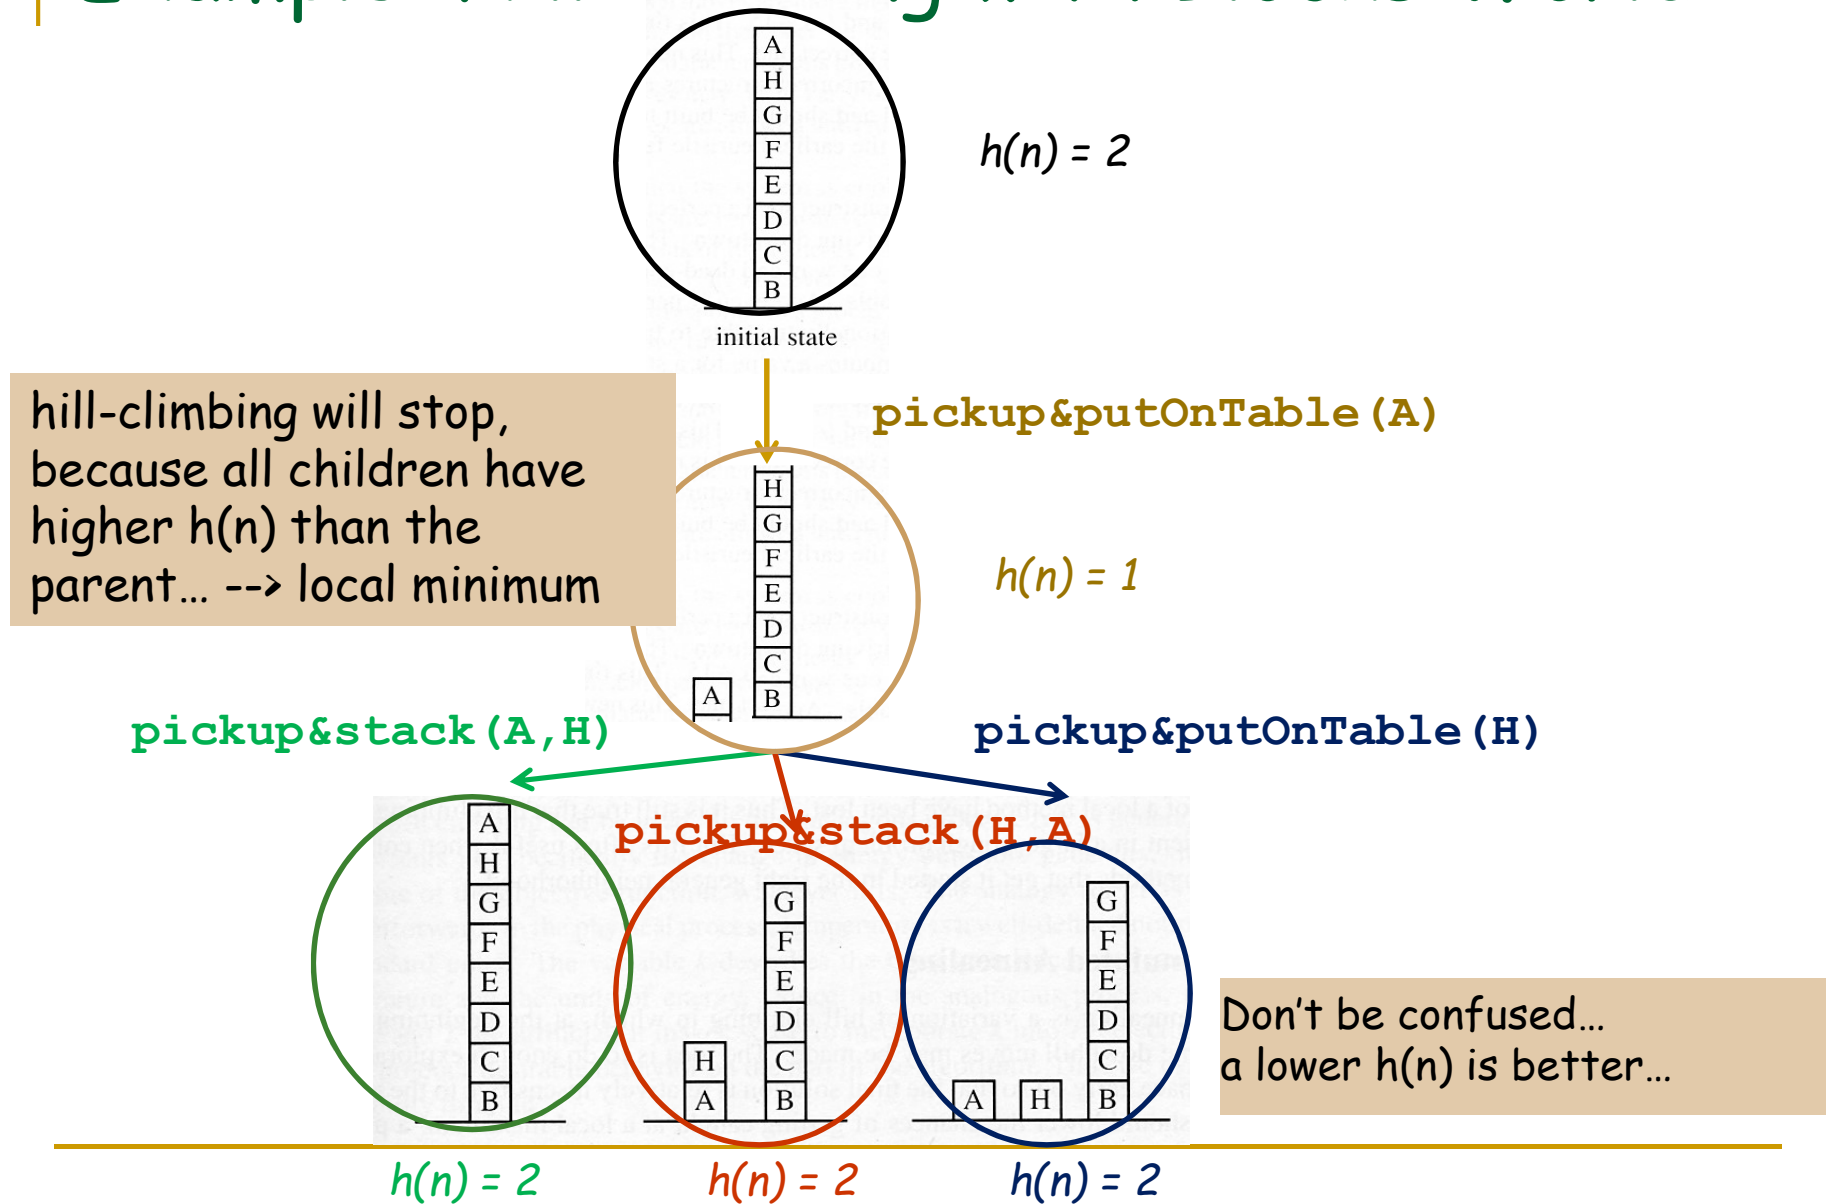 A
H
G
F
E
D
C
B
h(n) = 2
initial state
pickup&putOnTable(A)
hill-climbing will stop,
because all children have
higher h(n) than the
parent… --> local minimum
H
G
F
E
D
C
B
A
h(n) = 1
pickup&stack(A,H)
pickup&putOnTable(H)
pickup&stack(H,A)
A
H
G
F
E
D
C
B
G
F
E
D
C
B
H
A
G
F
E
D
C
B
A
H
Don't be confused…
a lower h(n) is better…
h(n) = 2
h(n) = 2
h(n) = 2